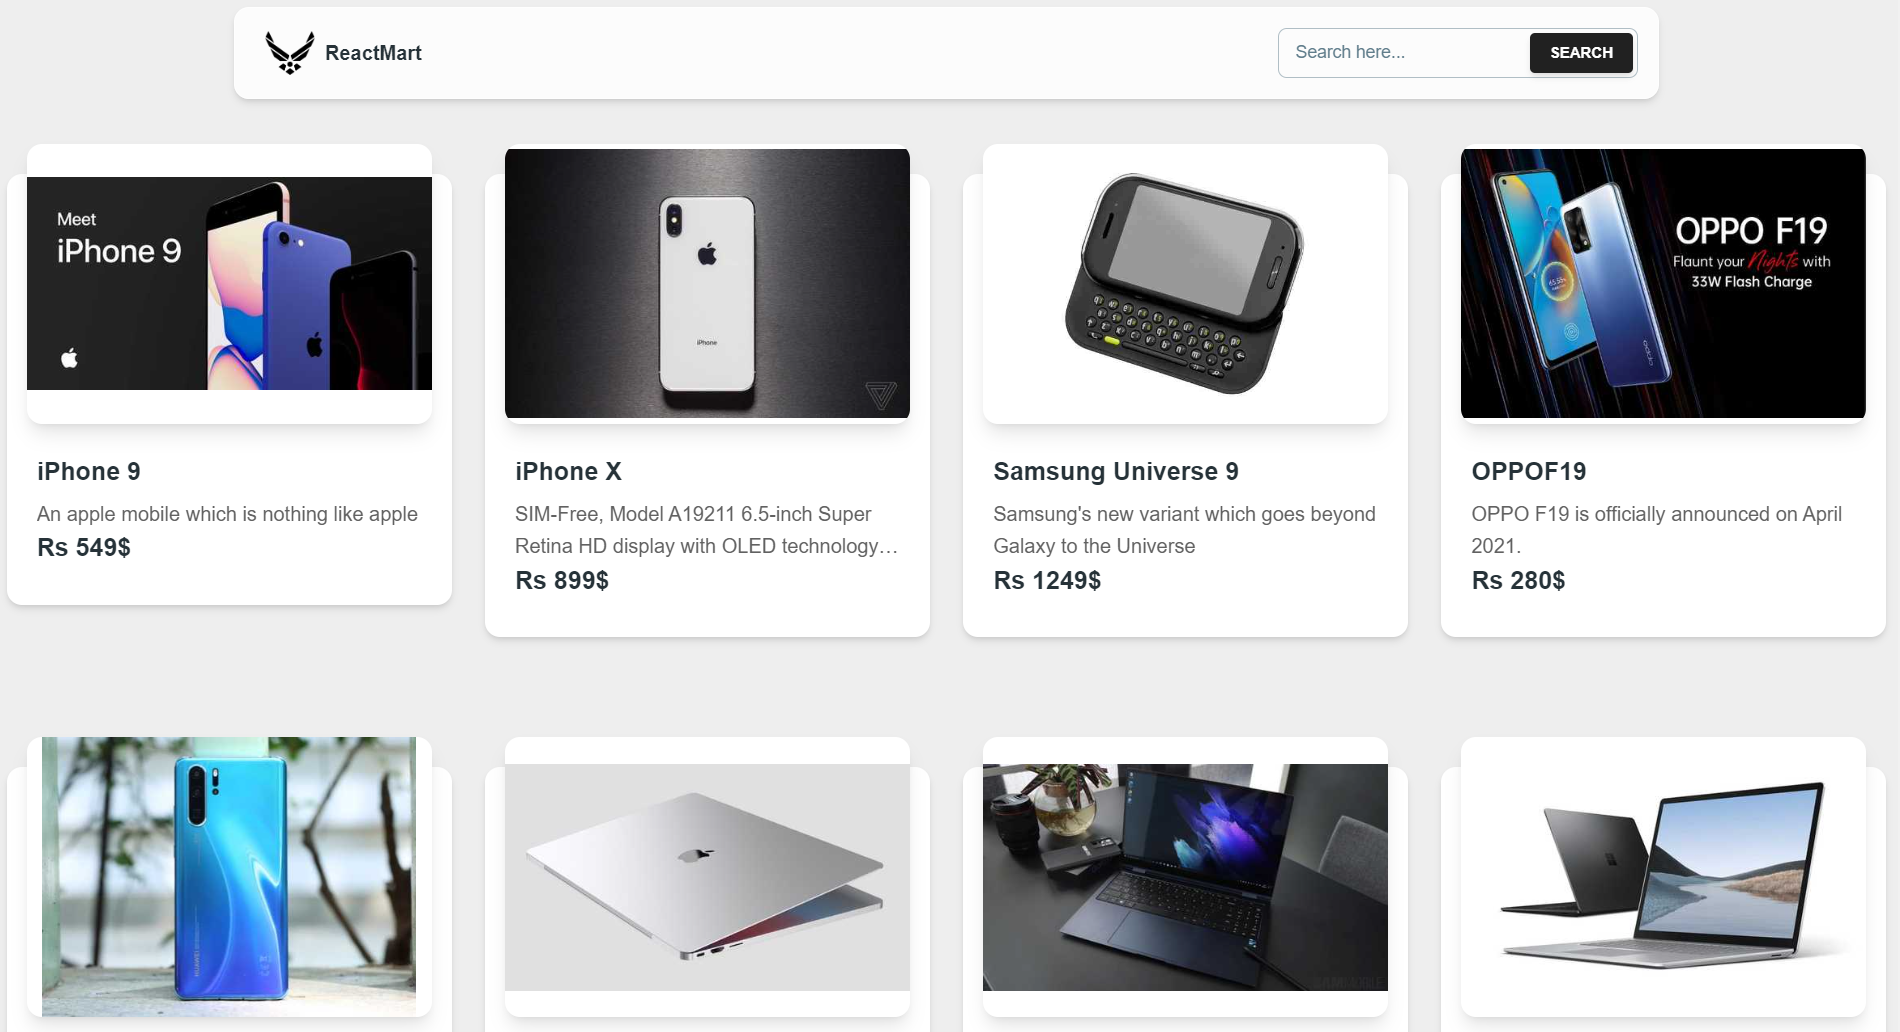 ReactMart
Search here...
SEARCH
Meet
iPhone 9
iPhone
OPPO F19
Flaunt your Nights with
33W Flash Charge
oppo
iPhone 9
An apple mobile which is nothing like apple
Rs 549$
iPhone X
SIM-Free, Model A19211 6.5-inch Super
Retina HD display with OLED technology…
Rs 899$
Samsung Universe 9
Samsung's new variant which goes beyond
Galaxy to the Universe
Rs 1249$
OPPOF19
OPPO F19 is officially announced on April
2021.
Rs 280$
HUAWEI